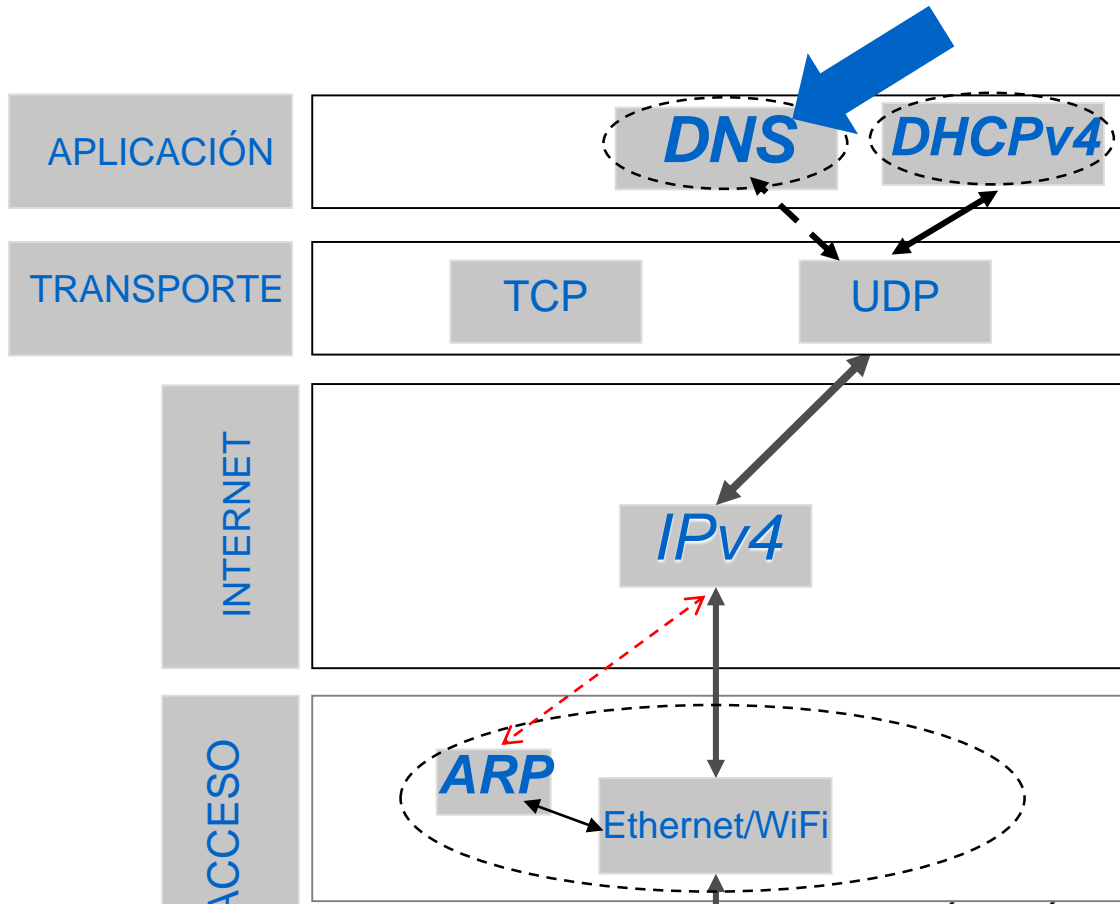 APLICACIÓN
DNS
DHCPv4
TRANSPORTE
TCP
UDP
INTERNET
IPv4
ACCESO
ARP
Ethernet/WiFi